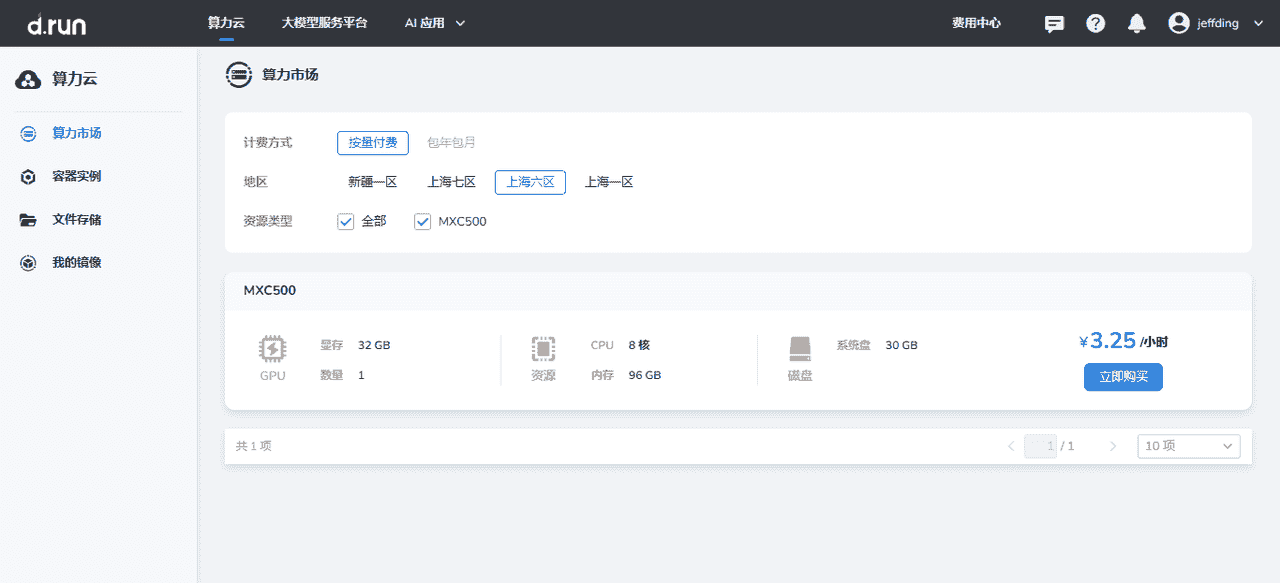 d.run 算力云 大模型服务平台 AI 应用 费用中心 jeffding
算力云
算力市场
容器实例
文件存储
我的镜像
算力市场
计费方式 按量付费 包年包月
地区 新疆一区 上海七区 上海六区 上海一区
资源类型 全部 MXC500
MXC500
GPU 显存 32 GB 数量 1
资源 CPU 8 核 内存 96 GB
磁盘 系统盘 30 GB
¥3.25 /小时
立即购买
共 1 项 1 / 1 10 项